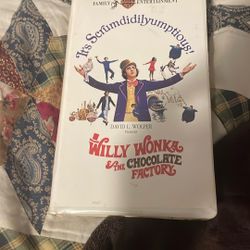 FAMILY ENTERTAINMENT
It's Scrumdidilyumptious!
DAVID L. WOLPER
WILLY WONKA
& THE CHOCOLATE
FACTORY